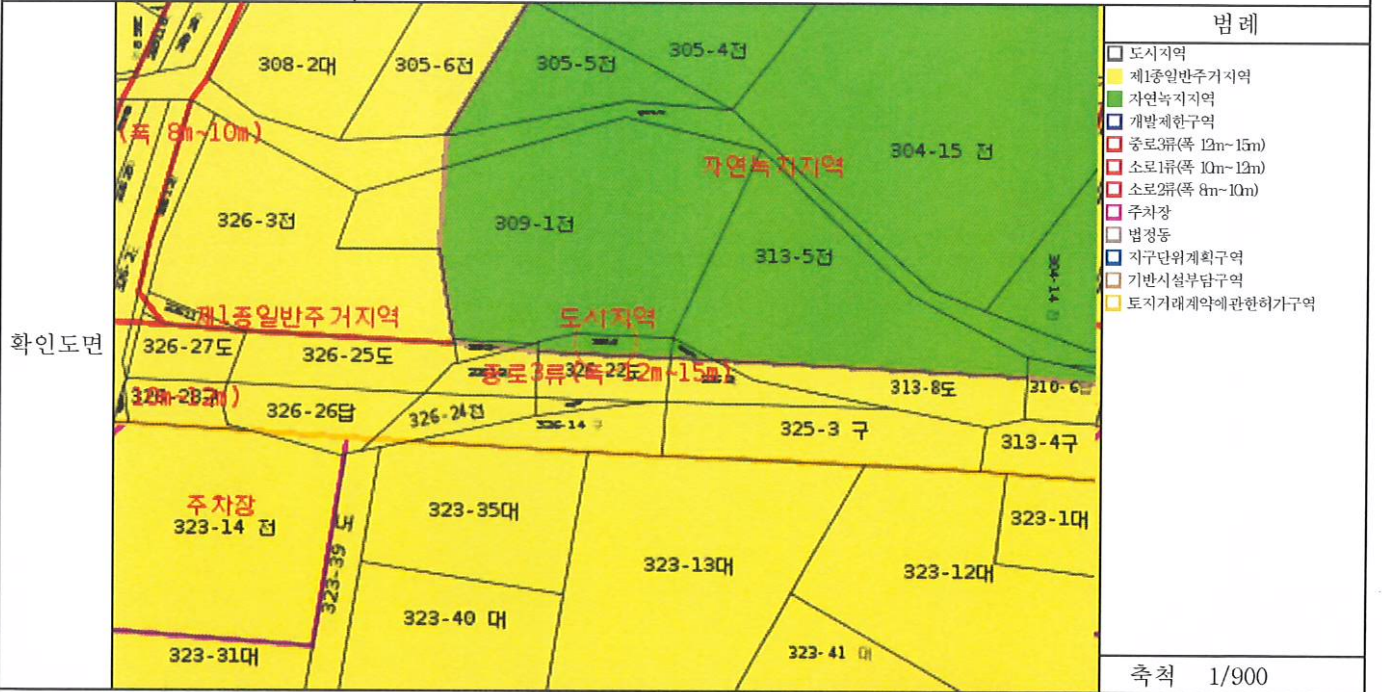 확인도면
308-2대
305-6전
305-5전
305-4전
(폭 8m~10m)
자연녹지지역
304-15 전
326-3전
309-1전
313-5전
304-14 전
제1종일반주거지역
도시지역
326-27도
326-25도
중로3류(폭 12m~15m)
326-22도
313-8도
326-26답
326-24전
326-14 구
325-3 구
313-4구
주차장
323-14 전
323-39 내
323-35대
323-13대
323-12대
323-1대
323-40 대
323-41 대
323-31대
범례
도시지역
제1종일반주거지역
자연녹지지역
개발제한구역
중로3류(폭 12m~15m)
소로1류(폭 10m~12m)
소로2류(폭 8m~10m)
주차장
법정동
지구단위계획구역
기반시설부담구역
토지거래계약에관한허가구역
축척 1/900